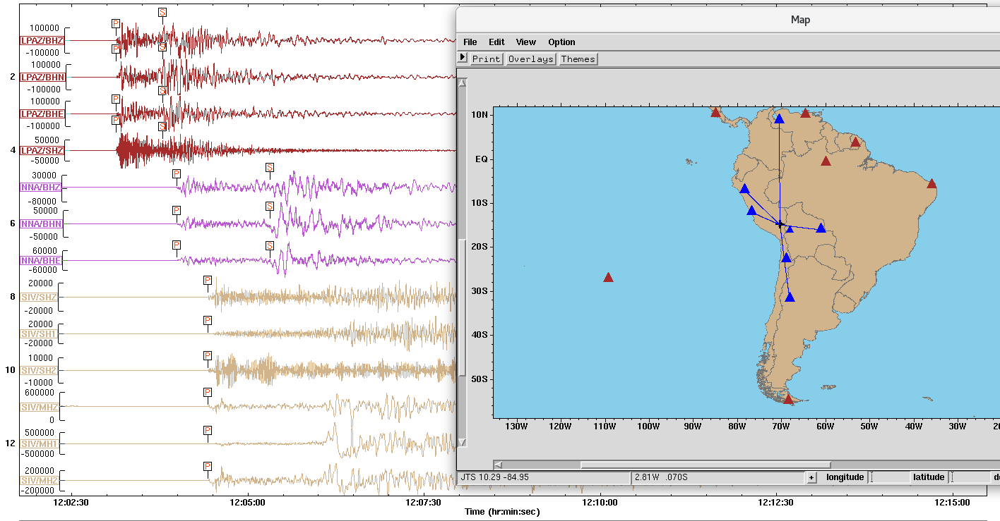 P S
100000
LPAZ/BHZ
-100000
P S
100000
2 LPAZ/BHN
-100000
P S
100000
LPAZ/BHE
-100000
P S
50000
4 LPAZ/SHZ
-50000
P S
30000
NNA/BHZ
-80000
P S
50000
6 NNA/BHN
-50000
P S
60000
NNA/BHE
-60000
P
20000
8 SIV/SHZ
-20000
P
20000
SIV/SH1
-20000
P
10000
10 SIV/SH2
-10000
P
600000
SIV/MHZ
0
P
500000
12 SIV/MH1
-500000
P
200000
SIV/MH2
-200000
12:02:30 12:05:00 12:07:30 12:10:00 12:12:30 12:15:00
Time (hr:min:sec)
Map
File Edit View Option
Print Overlays Themes
10N
EQ
10S
20S
30S
40S
50S
130W 120W 110W 100W 90W 80W 70W 60W 50W 40W 30W 20
JTS 10.29 -84.95 2.81W .070S + longitude latitude de